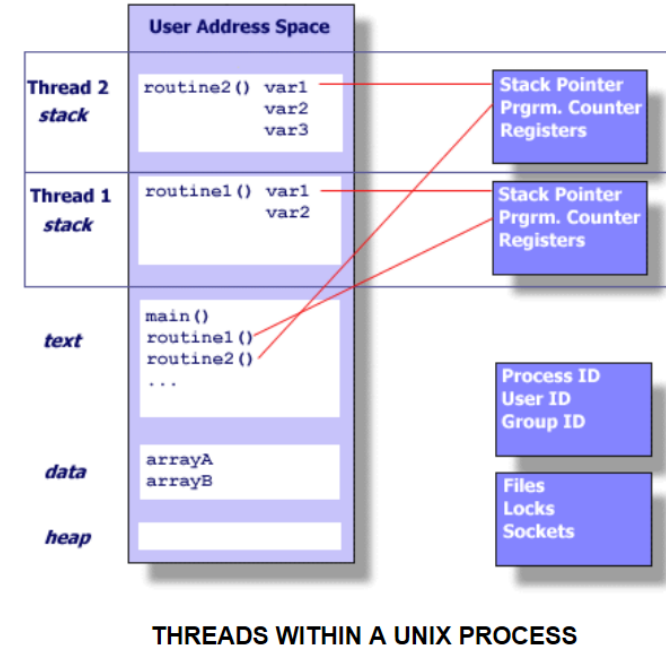 User Address Space
Thread 2
stack
routine2() var1
var2
var3
Stack Pointer
Prgrm. Counter
Registers
Thread 1
stack
routine1() var1
var2
Stack Pointer
Prgrm. Counter
Registers
text
main()
routine1()
routine2()
...
Process ID
User ID
Group ID
data
arrayA
arrayB
Files
Locks
Sockets
heap
THREADS WITHIN A UNIX PROCESS